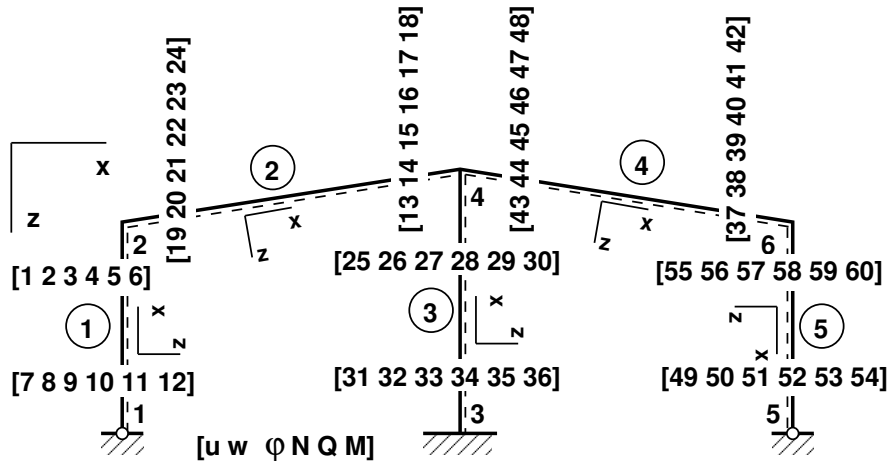 [19 20 21 22 23 24]
[13 14 15 16 17 18]
[43 44 45 46 47 48]
[37 38 39 40 41 42]
x
z
2
4
x
z
x
z
2
4
6
[1 2 3 4 5 6]
[25 26 27 28 29 30]
[55 56 57 58 59 60]
1
x
z
3
x
z
z
x
5
[7 8 9 10 11 12]
[31 32 33 34 35 36]
[49 50 51 52 53 54]
1
3
5
[u w φ N Q M]